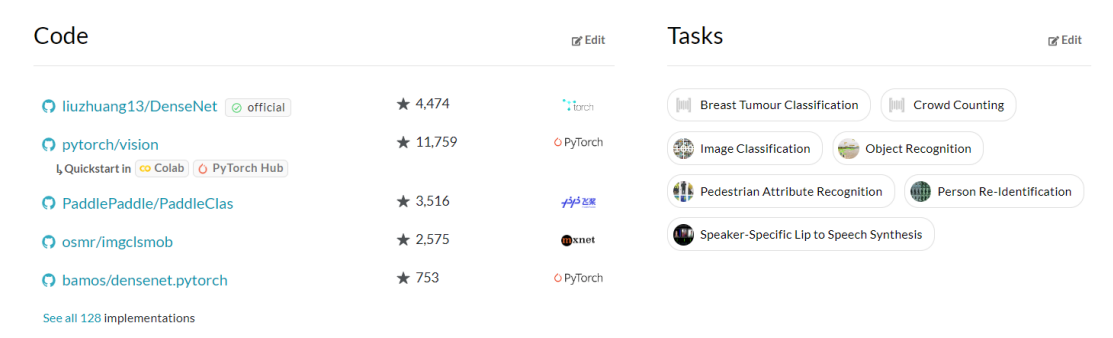 Code
Edit
liuzhuang13/DenseNet official
4,474
torch
pytorch/vision
11,759
PyTorch
↳Quickstart in Colab PyTorch Hub
PaddlePaddle/PaddleClas
3,516
飞桨
osmr/imgclsmob
2,575
mxnet
bamos/densenet.pytorch
753
PyTorch
See all 128 implementations
Tasks
Edit
Breast Tumour Classification
Crowd Counting
Image Classification
Object Recognition
Pedestrian Attribute Recognition
Person Re-Identification
Speaker-Specific Lip to Speech Synthesis